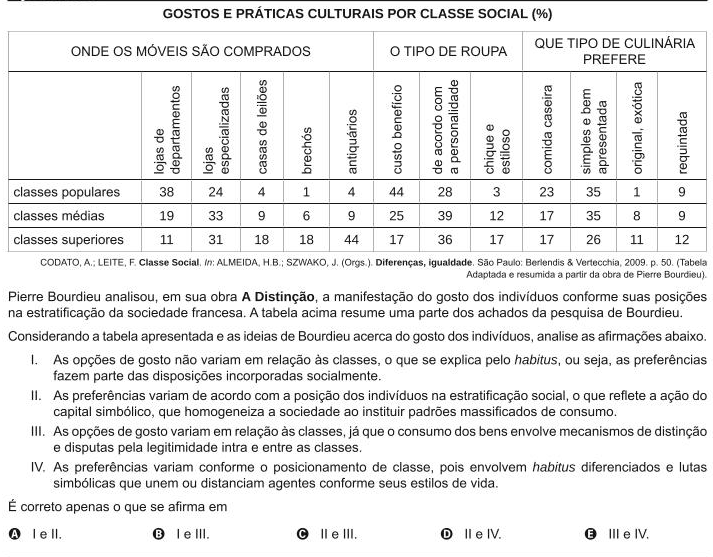 GOSTOS E PRÁTICAS CULTURAIS POR CLASSE SOCIAL (%)
ONDE OS MÓVEIS SÃO COMPRADOS O TIPO DE ROUPA QUE TIPO DE CULINÁRIA PREFERE
lojas de departamentos lojas especializadas casas de leilões brechós antiquários custo benefício de acordo com a personalidade chique e estiloso comida caseira simples e bem apresentada original, exótica requintada
classes populares 38 24 4 1 4 44 28 3 23 35 1 9
classes médias 19 33 9 6 9 25 39 12 17 35 8 9
classes superiores 11 31 18 18 44 17 36 17 17 26 11 12
CODATO, A.; LEITE, F. Classe Social. In: ALMEIDA, H.B.; SZWAKO, J. (Orgs.). Diferenças, igualdade. São Paulo: Berlendis & Vertecchia, 2009. p. 50. (Tabela
Adaptada e resumida a partir da obra de Pierre Bourdieu).
Pierre Bourdieu analisou, em sua obra A Distinção, a manifestação do gosto dos indivíduos conforme suas posições
na estratificação da sociedade francesa. A tabela acima resume uma parte dos achados da pesquisa de Bourdieu.
Considerando a tabela apresentada e as ideias de Bourdieu acerca do gosto dos indivíduos, analise as afirmações abaixo.
I. As opções de gosto não variam em relação às classes, o que se explica pelo habitus, ou seja, as preferências
fazem parte das disposições incorporadas socialmente.
II. As preferências variam de acordo com a posição dos indivíduos na estratificação social, o que reflete a ação do
capital simbólico, que homogeneiza a sociedade ao instituir padrões massificados de consumo.
III. As opções de gosto variam em relação às classes, já que o consumo dos bens envolve mecanismos de distinção
e disputas pela legitimidade intra e entre as classes.
IV. As preferências variam conforme o posicionamento de classe, pois envolvem habitus diferenciados e lutas
simbólicas que unem ou distanciam agentes conforme seus estilos de vida.
É correto apenas o que se afirma em
A I e II. B I e III. C II e III. D II e IV. E III e IV.